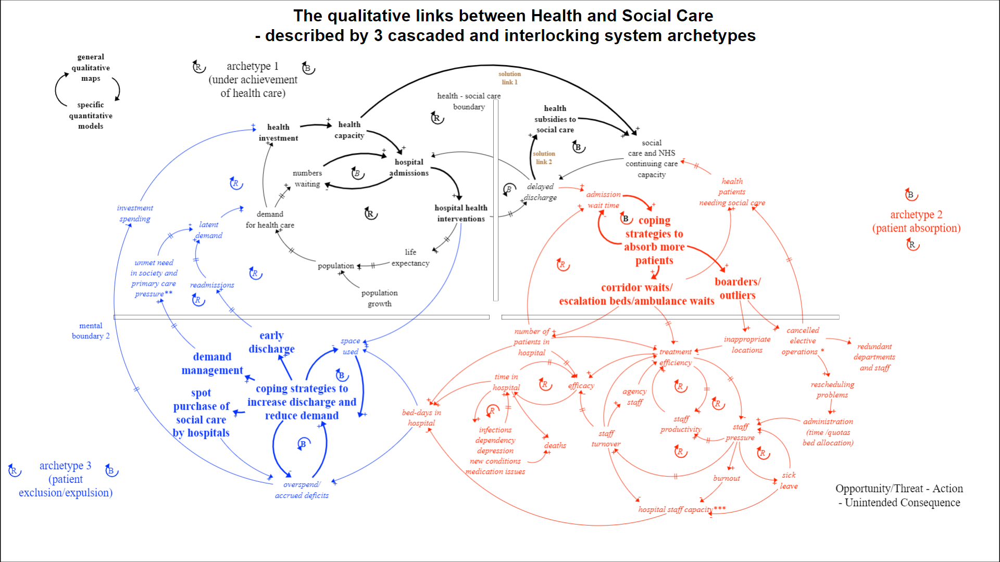 The qualitative links between Health and Social Care
- described by 3 cascaded and interlocking system archetypes
general
qualitative
maps
specific
quantitative
models
R
archetype 1
(under achievement
of health care)
B
solution
link 1
health - social care
boundary
R
health
subsidies to
social care
B
solution
link 2
health
investment
health
capacity
social
care and NHS
continuing care
capacity
hospital
admissions
numbers
waiting
B
R
B
delayed
discharge
admission
wait time
health
patients
needing social care
B
archetype 2
(patient absorption)
R
investment
spending
latent
demand
demand
for health care
R
hospital health
interventions
B
coping
strategies to
absorb more
patients
life
expectancy
population
population
growth
unmet need
in society and
primary care
pressure**
readmissions
R
R
R
corridor waits/
escalation beds/ambulance waits
boarders/
outliers
mental
boundary 2
early
discharge
space
used
demand
management
B
coping strategies to
increase discharge and
reduce demand
spot
purchase of
social care
by hospitals
B
overspend/
accrued deficits
R
archetype 3
(patient
exclusion/expulsion)
B
number of
patients in
hospital
treatment
efficiency
inappropriate
locations
cancelled
elective
operations *
redundant
departments
and staff
time in
hospital
R
efficacy
agency
staff
R
R
rescheduling
problems
bed-days in
hospital
R
infections
dependency
depression
new conditions
medication issues
deaths
staff
turnover
staff
productivity
staff
pressure
administration
(time /quotas
bed allocation)
R
R
burnout
sick
leave
hospital staff capacity***
Opportunity/Threat - Action
- Unintended Consequence